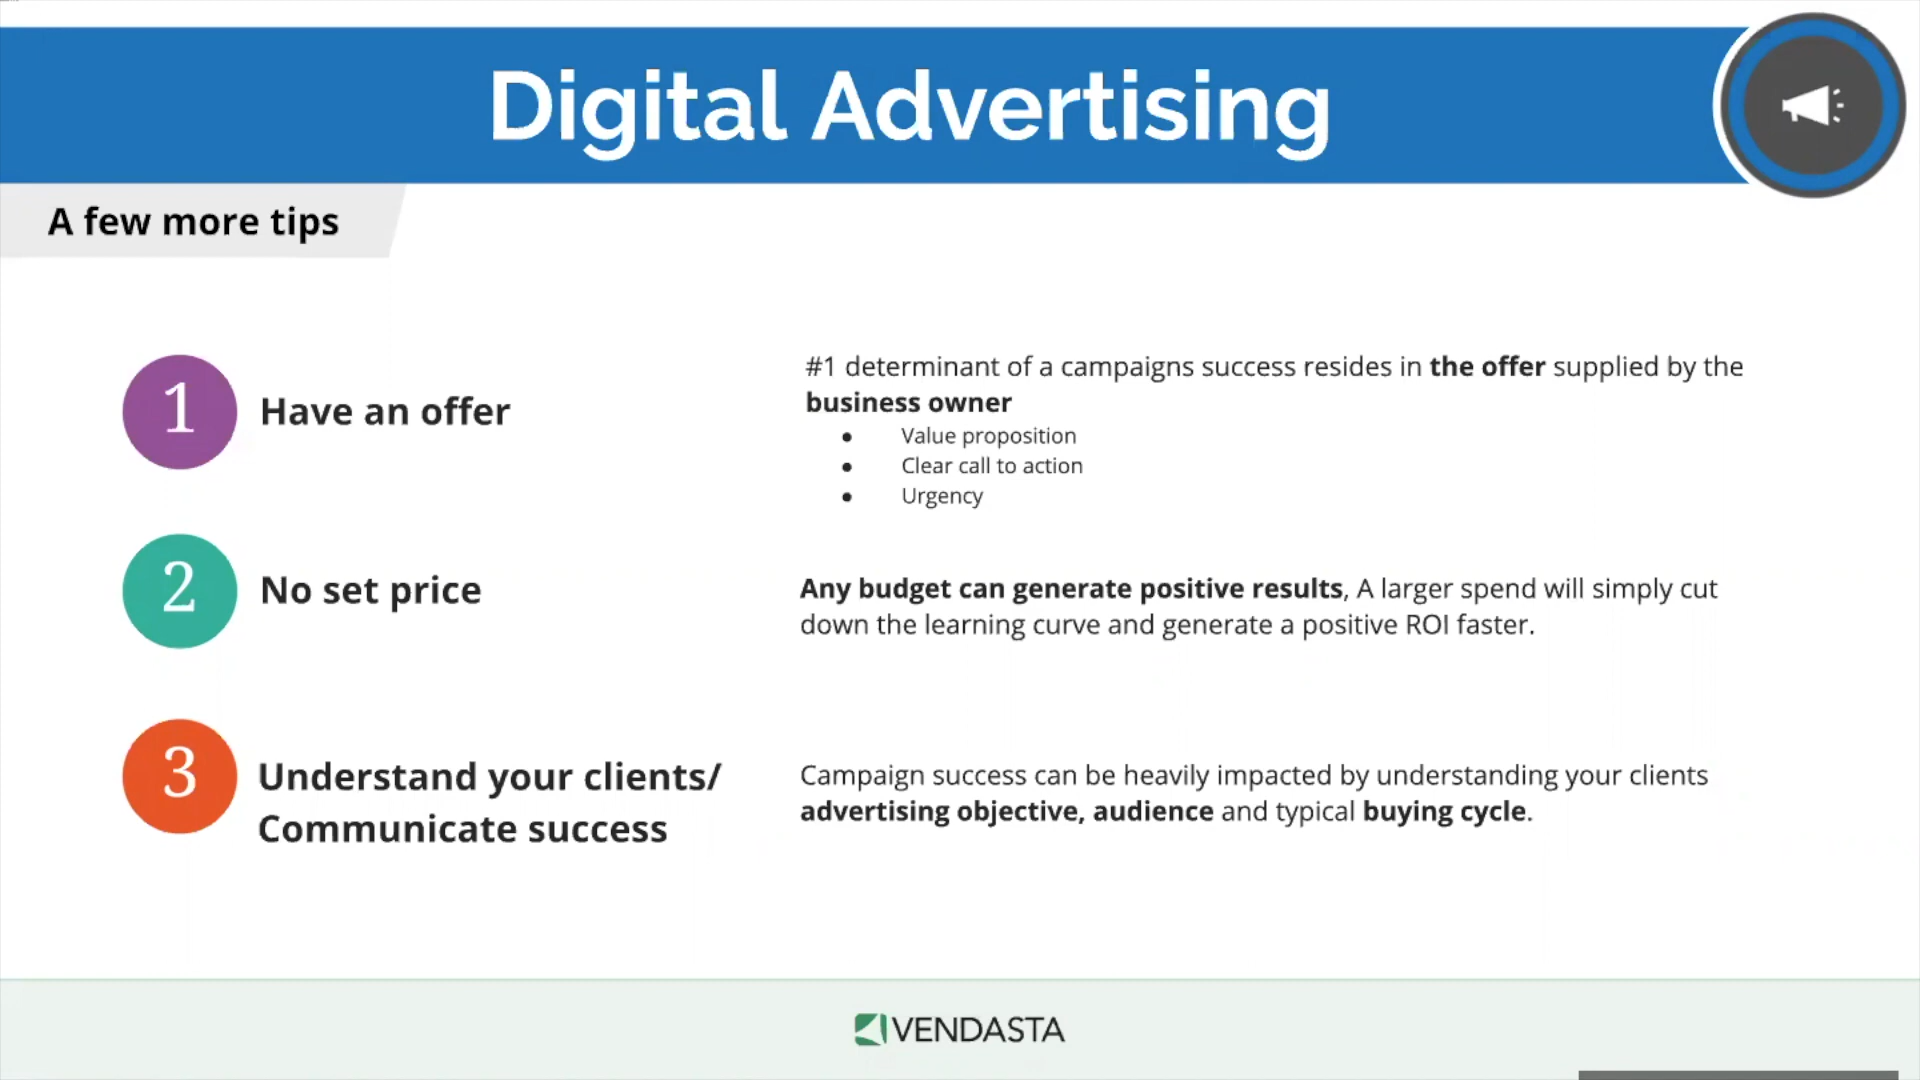 Digital Advertising
A few more tips
1
Have an offer
#1 determinant of a campaigns success resides in the offer supplied by the
business owner
● Value proposition
● Clear call to action
● Urgency
2
No set price
Any budget can generate positive results, A larger spend will simply cut
down the learning curve and generate a positive ROI faster.
3
Understand your clients/
Communicate success
Campaign success can be heavily impacted by understanding your clients
advertising objective, audience and typical buying cycle.
VENDASTA